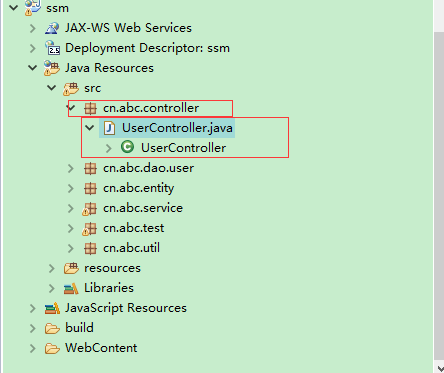 ssm
JAX-WS Web Services
Deployment Descriptor: ssm
Java Resources
src
cn.abc.controller
UserController.java
UserController
cn.abc.dao.user
cn.abc.entity
cn.abc.service
cn.abc.test
cn.abc.util
resources
Libraries
JavaScript Resources
build
WebContent